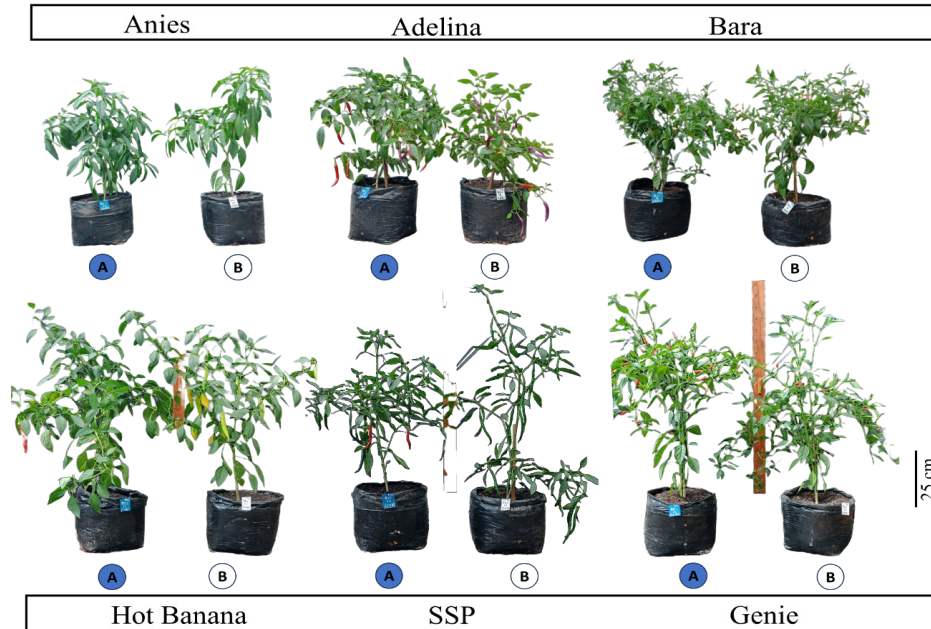 Anies Adelina Bara
A B A B A B
25 cm
A B A B A B
Hot Banana SSP Genie